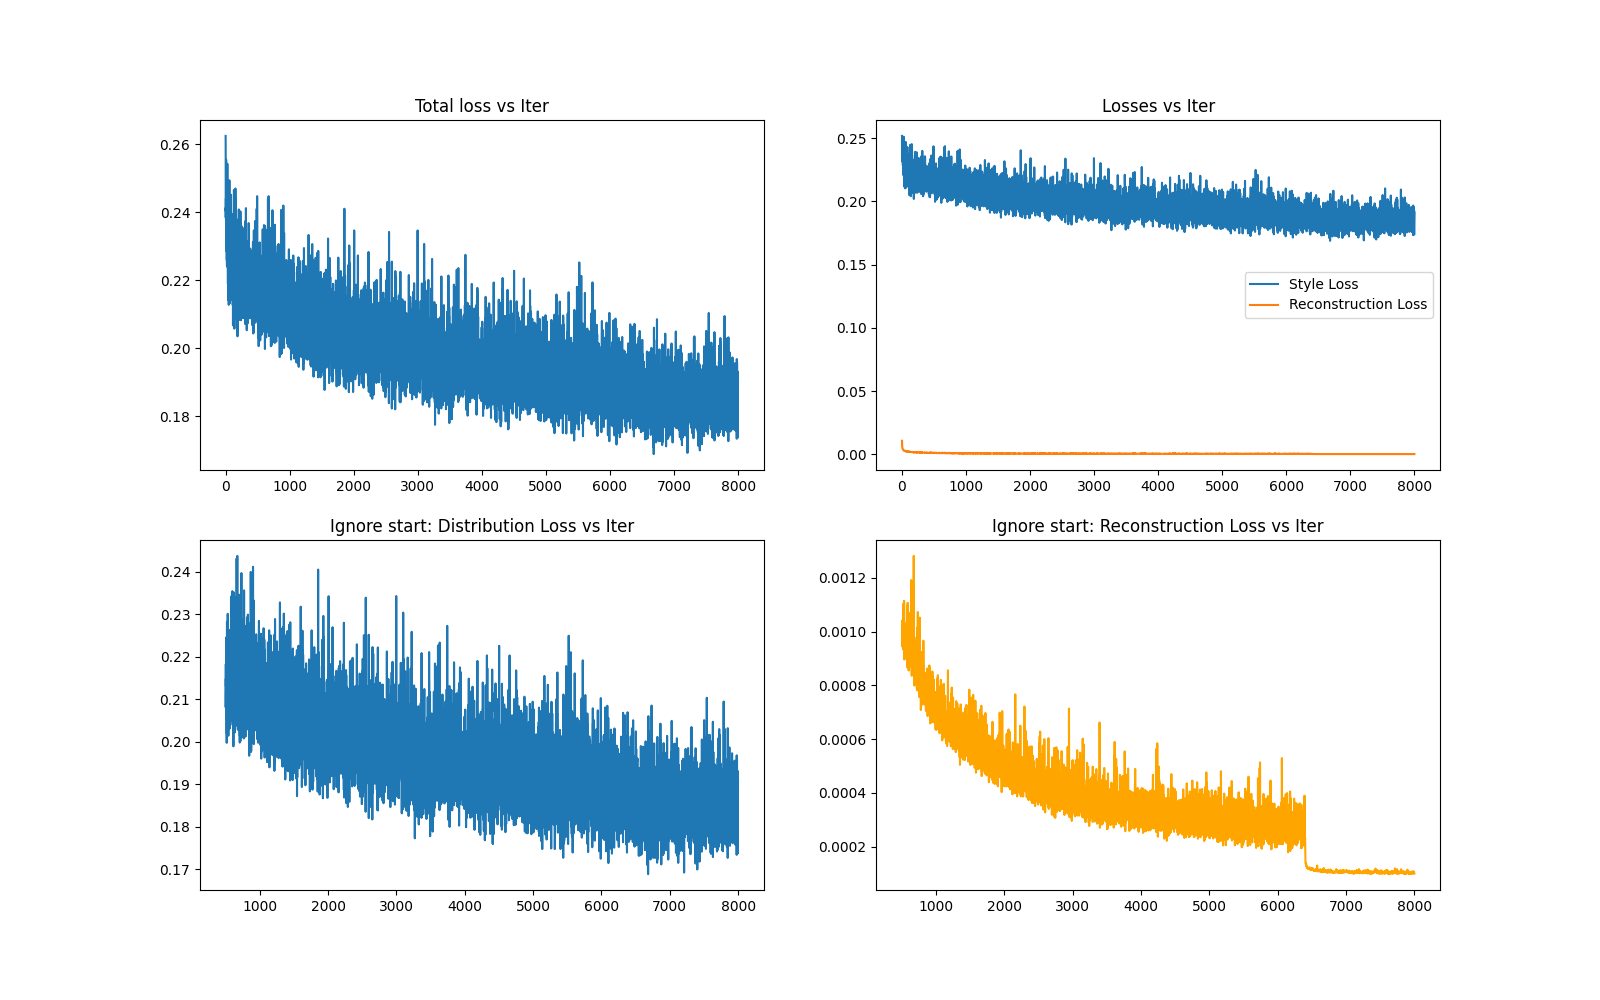 Total loss vs Iter
0.26
0.24
0.22
0.20
0.18
0 1000 2000 3000 4000 5000 6000 7000 8000
Losses vs Iter
0.25
0.20
0.15
0.10
0.05
0.00
Style Loss
Reconstruction Loss
0 1000 2000 3000 4000 5000 6000 7000 8000
Ignore start: Distribution Loss vs Iter
0.24
0.23
0.22
0.21
0.20
0.19
0.18
0.17
1000 2000 3000 4000 5000 6000 7000 8000
Ignore start: Reconstruction Loss vs Iter
0.0012
0.0010
0.0008
0.0006
0.0004
0.0002
1000 2000 3000 4000 5000 6000 7000 8000